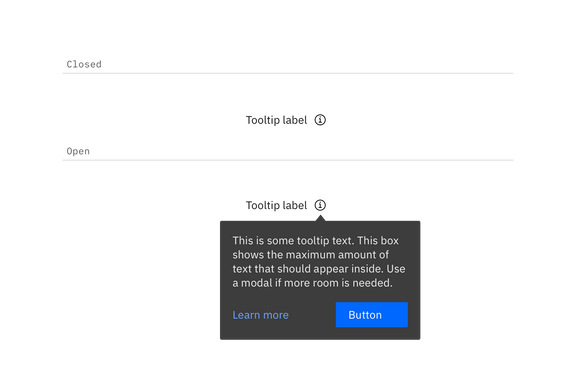 Closed
Tooltip label
Open
Tooltip label
This is some tooltip text. This box
shows the maximum amount of
text that should appear inside. Use
a modal if more room is needed.
Learn more
Button